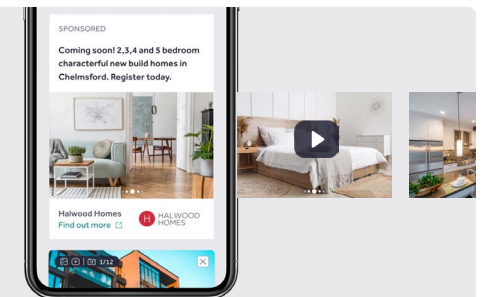 SPONSORED
Coming soon! 2,3,4 and 5 bedroom
characterful new build homes in
Chelmsford. Register today.
Halwood Homes
Find out more
H HALWOOD
HOMES
1/12